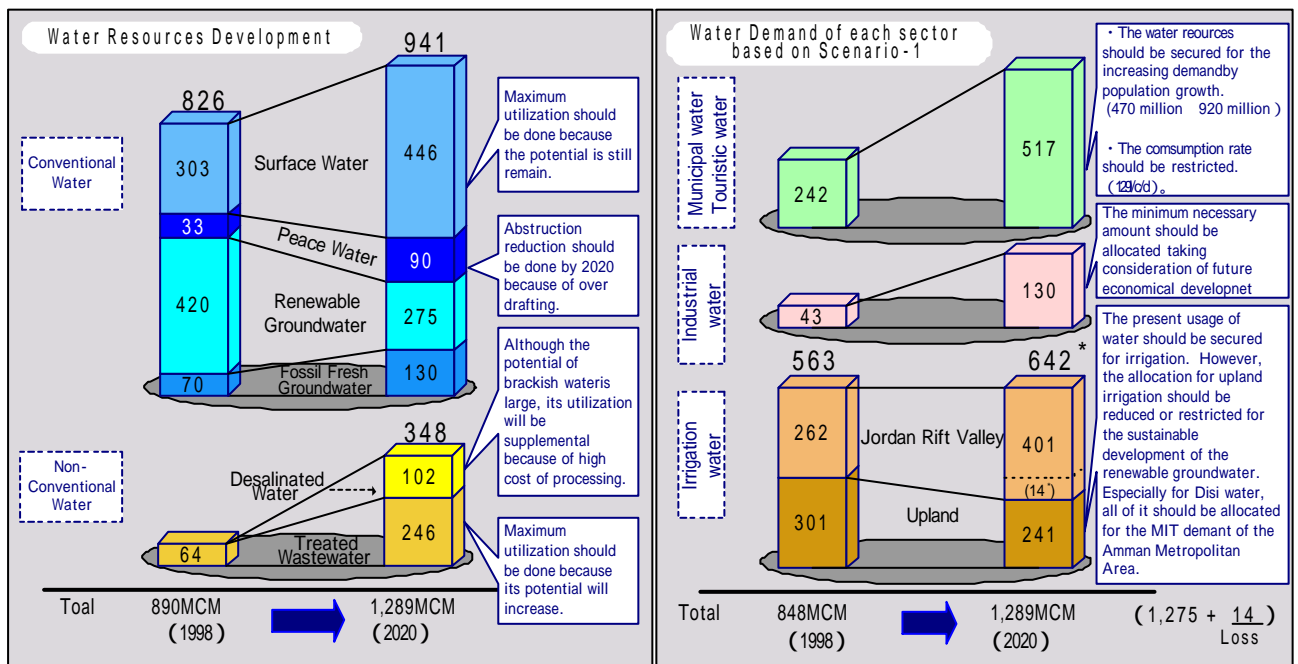 Water Resources Development
Conventional
Water
826
303
33
420
70
Surface Water
Peace Water
Renewable
Groundwater
Fossil Fresh
Groundwater
941
446
90
275
130
Maximum
utilization should
be done because
the potential is still
remain.
Abstruction
reduction should
be done by 2020
because of over
drafting.
Although the
potential of
brackish wateris
large, its utilization
will be
supplemental
because of high
cost of processing.
Non-
Conventional
Water
64
Desalinated
Water
Treated
Wastewater
348
102
246
Maximum
utilization should
be done because
its potential will
increase.
Toal
890MCM
(1998)
1,289MCM
(2020)
Water Demand of each sector
based on Scenario-1
Municipal water
Touristic water
242
517
・The water reources
should be secured for the
increasing demandby
population growth.
(470 million 920 million)
・The comsumption rate
should be restricted.
Industrial
water
43
130
The minimum necessary
amount should be
allocated taking
consideration of future
economical developnet
Irrigation
water
563
262
301
Jordan Rift Valley
Upland
642*
401
(14*)
241
The present usage of
water should be secured
for irrigation. However,
the allocation for upland
irrigation should be
reduced or restricted for
the sustainable
development of the
renewable groundwater.
Especially for Disi water,
all of it should be allocated
for the MIT demant of the
Amman Metropolitan
Area.
Total
848MCM
(1998)
1,289MCM
(2020)
(1,275 + 14)
Loss